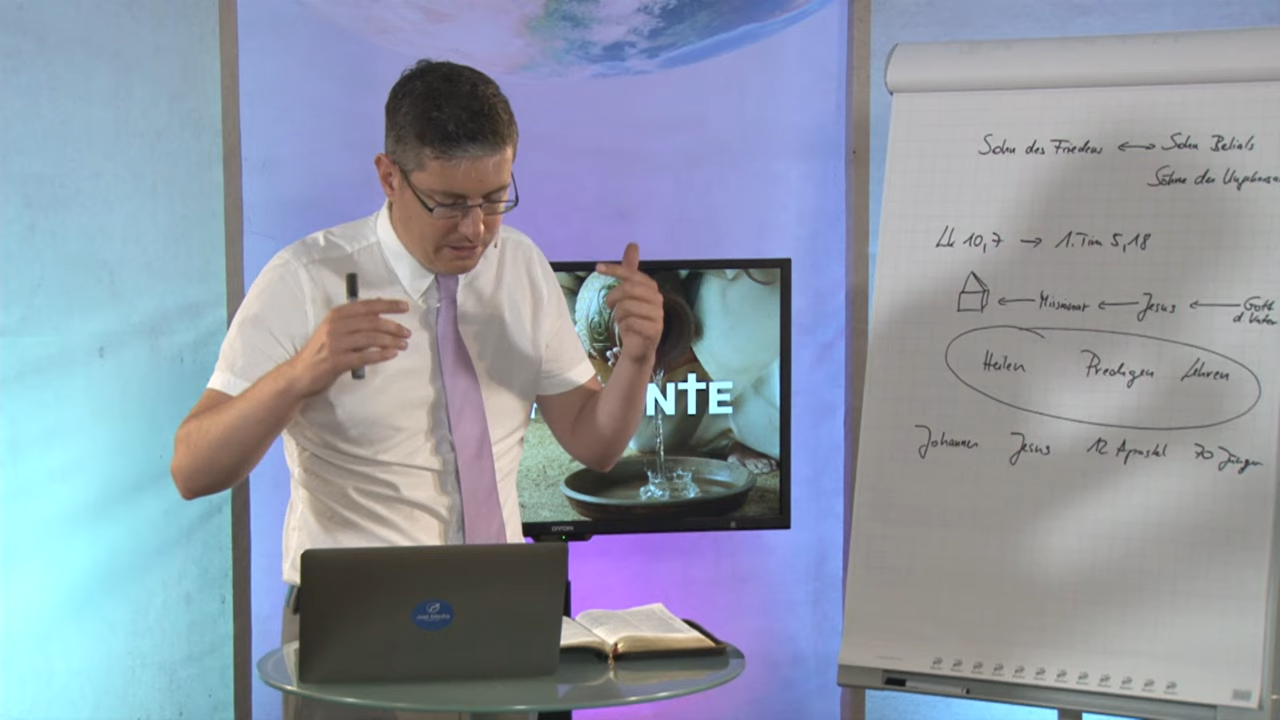 Sohn des Friedens ⟷ Sohn Belials
Söhne des
Lk 10,7 → 1. Tim 5,18
← Missionar ← Jesus ← Gott
d. Vater
Heilen Predigen Lehren
Johannes Jesus 12 Apostel 70 Jünger
NTE